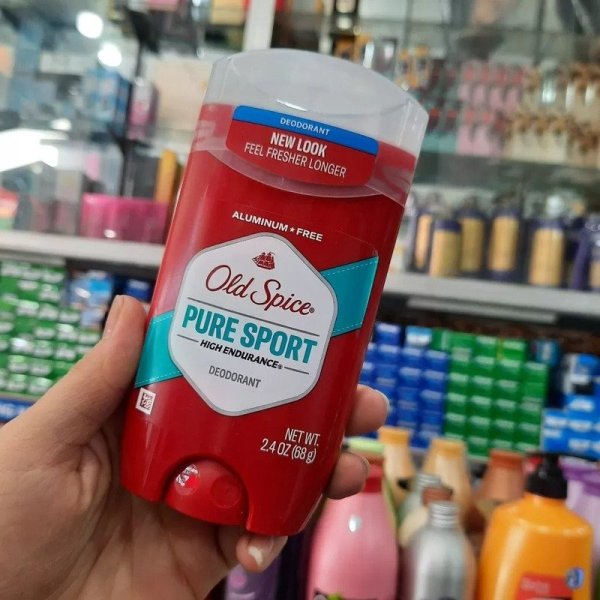 DEODORANT
NEW LOOK
FEEL FRESHER LONGER
ALUMINUM★FREE
Old Spice®
PURE SPORT
HIGH ENDURANCE®
DEODORANT
NET WT.
2.4 OZ (68 g)